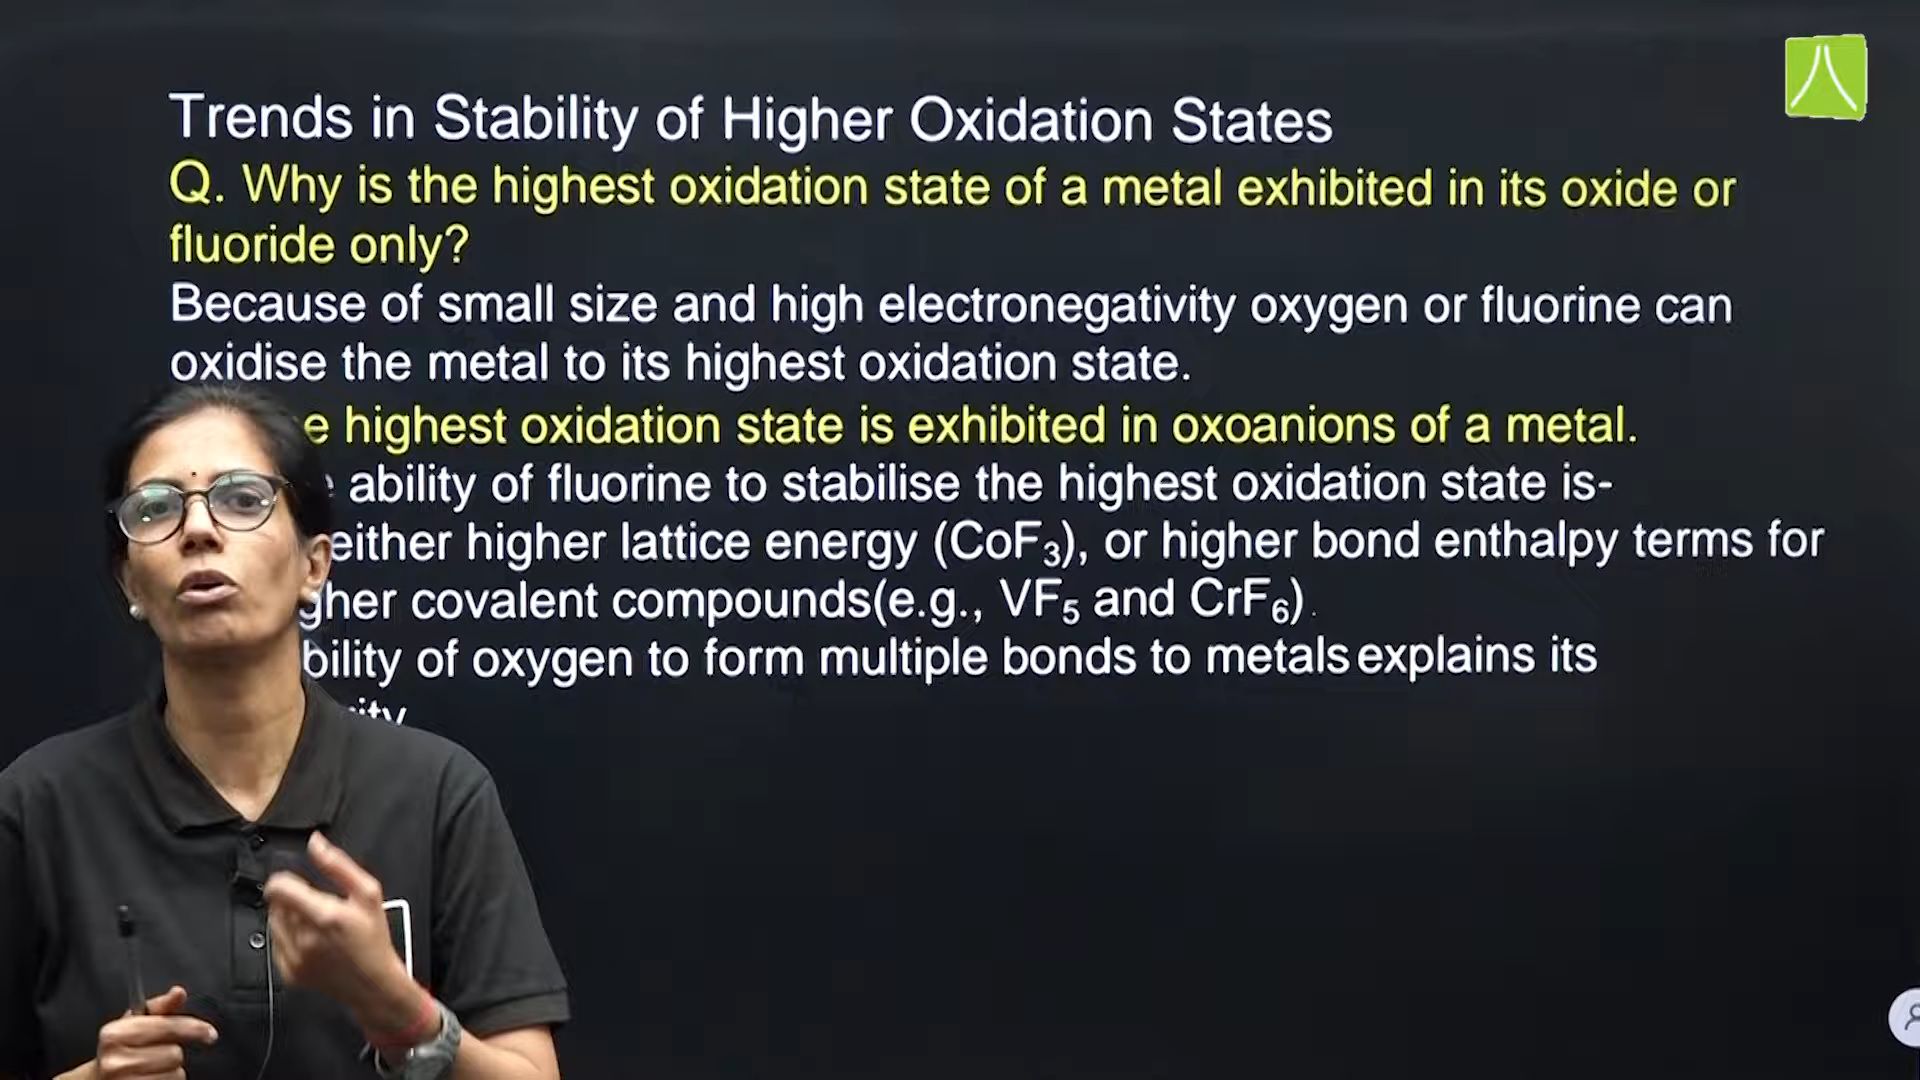 Trends in Stability of Higher Oxidation States
Q. Why is the highest oxidation state of a metal exhibited in its oxide or
fluoride only?
Because of small size and high electronegativity oxygen or fluorine can
oxidise the metal to its highest oxidation state.
highest oxidation state is exhibited in oxoanions of a metal.
ability of fluorine to stabilise the highest oxidation state is-
either higher lattice energy (CoF₃), or higher bond enthalpy terms for
covalent compounds(e.g., VF₅ and CrF₆).
of oxygen to form multiple bonds to metals explains its